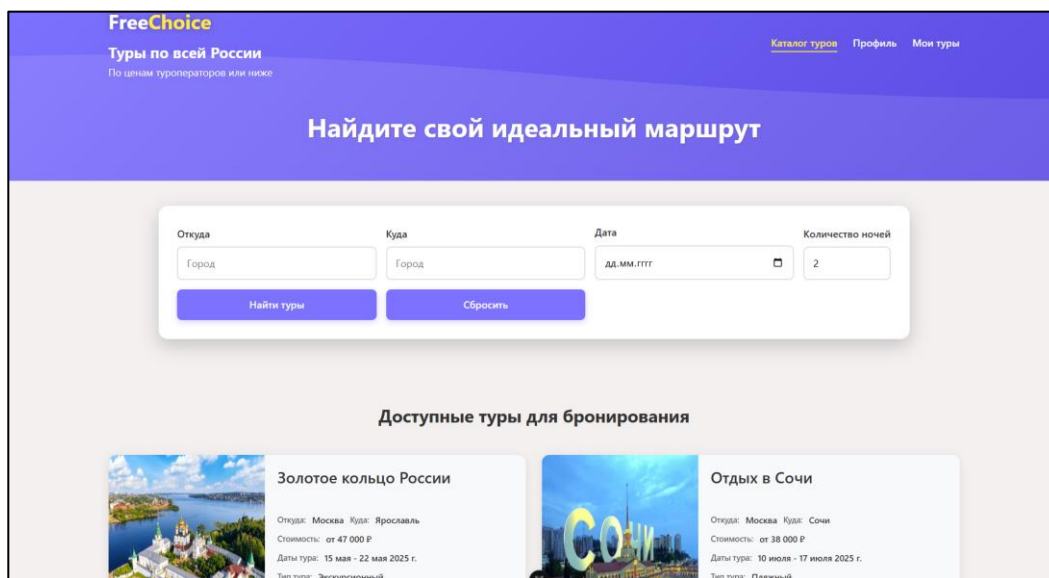 FreeChoice
Туры по всей России
По ценам туроператоров или ниже
Каталог туров Профиль Мои туры
Найдите свой идеальный маршрут
Откуда Куда Дата Количество ночей
Город Город дд.мм.гггг 2
Найти туры Сбросить
Доступные туры для бронирования
Золотое кольцо России
Откуда: Москва Куда: Ярославль
Стоимость: от 47 000 ₽
Даты тура: 15 мая - 22 мая 2025 г.
Тип тура: Экскурсионный
СОЧИ
Отдых в Сочи
Откуда: Москва Куда: Сочи
Стоимость: от 38 000 ₽
Даты тура: 10 июля - 17 июля 2025 г.
Тип тура: Пляжный